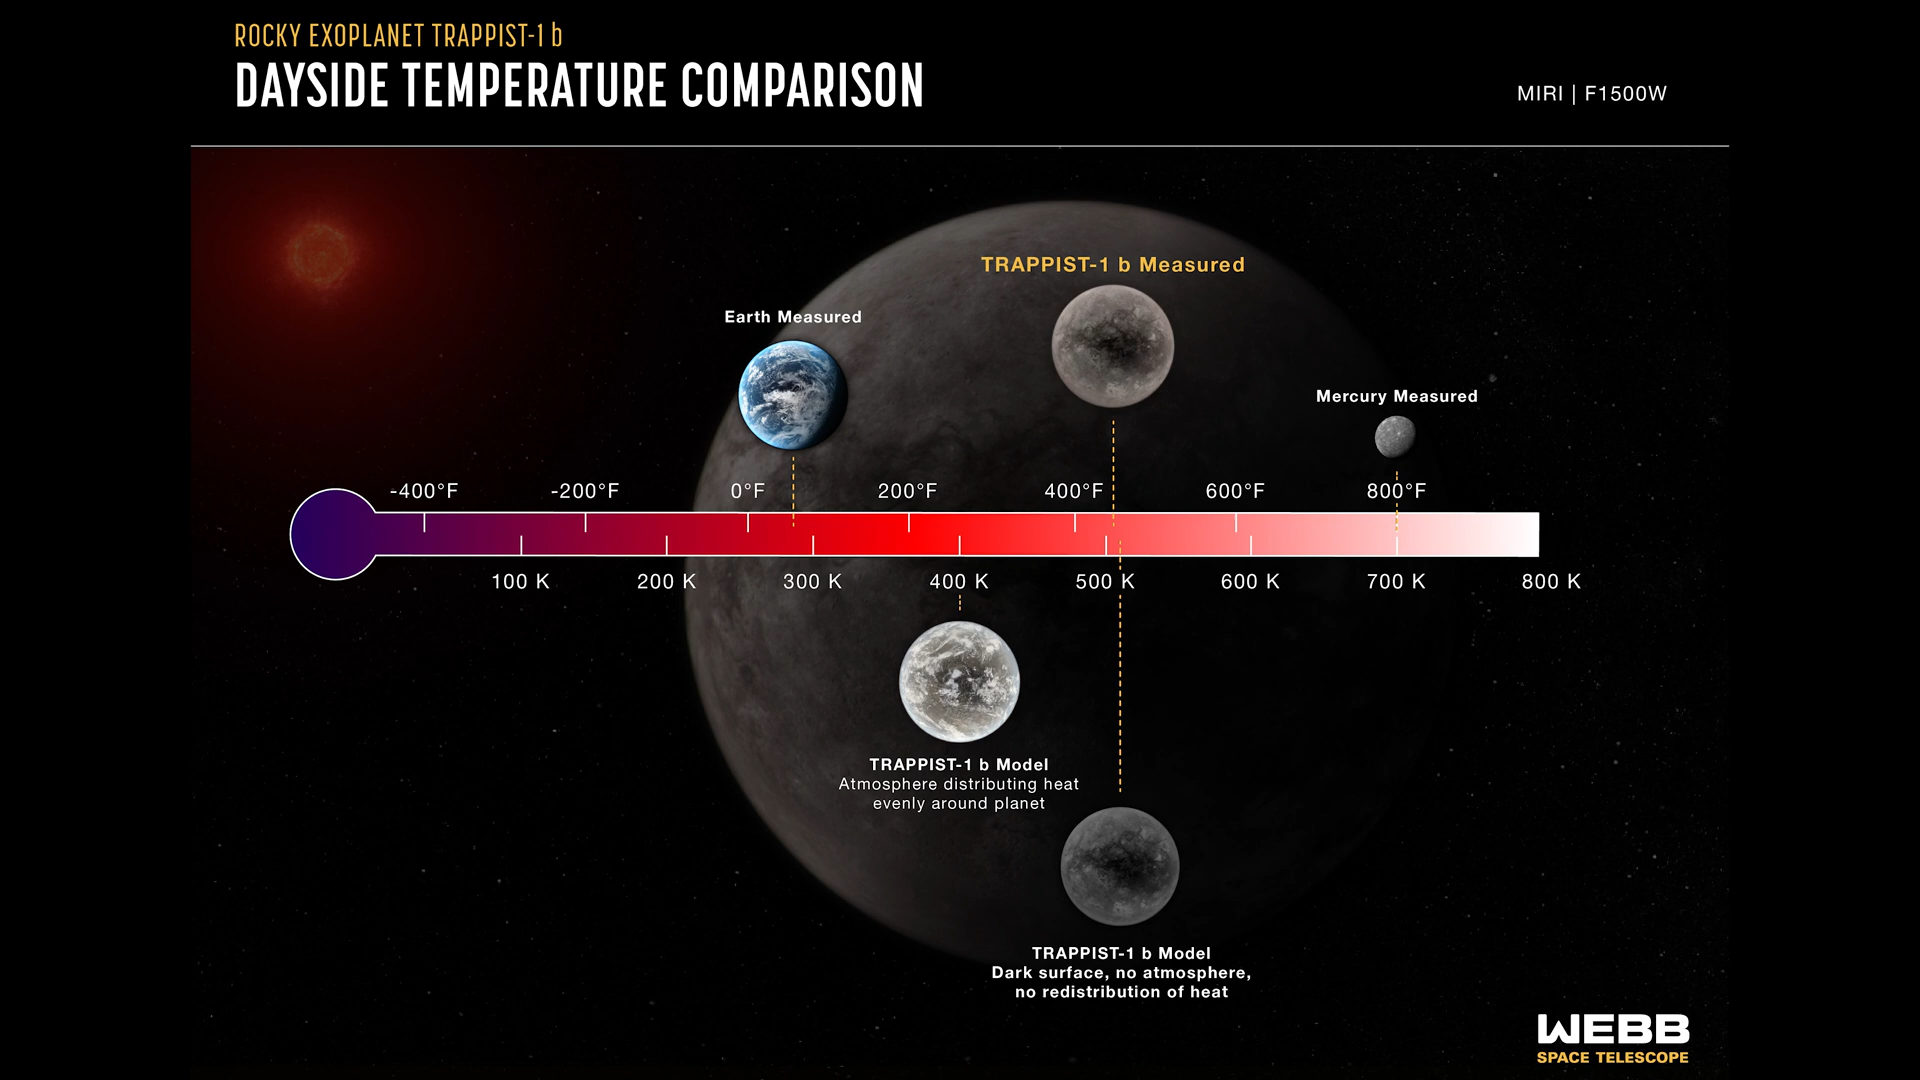 ROCKY EXOPLANET TRAPPIST-1 b
DAYSIDE TEMPERATURE COMPARISON
MIRI | F1500W
TRAPPIST-1 b Measured
Earth Measured
Mercury Measured
-400°F -200°F 0°F 200°F 400°F 600°F 800°F
100 K 200 K 300 K 400 K 500 K 600 K 700 K 800 K
TRAPPIST-1 b Model
Atmosphere distributing heat
evenly around planet
TRAPPIST-1 b Model
Dark surface, no atmosphere,
no redistribution of heat
WEBB
SPACE TELESCOPE